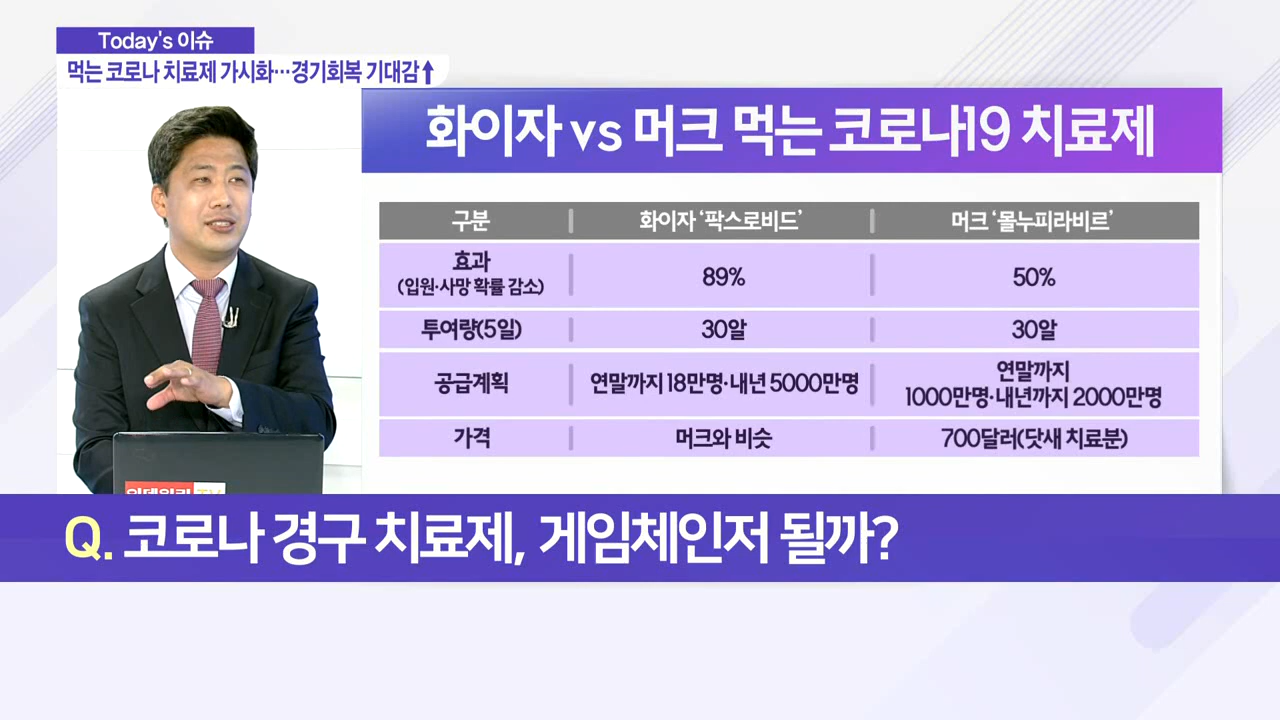 Today's 이슈
먹는 코로나 치료제 가시화…경기회복 기대감↑
화이자 vs 머크 먹는 코로나19 치료제
구분 화이자 ‘팍스로비드’ 머크 ‘몰누피라비르’
효과
(입원·사망 확률 감소) 89% 50%
투여량(5일) 30알 30알
공급계획 연말까지 18만명·내년 5000만명 연말까지
1000만명·내년까지 2000만명
가격 머크와 비슷 700달러(닷새 치료분)
Q. 코로나 경구 치료제, 게임체인저 될까?